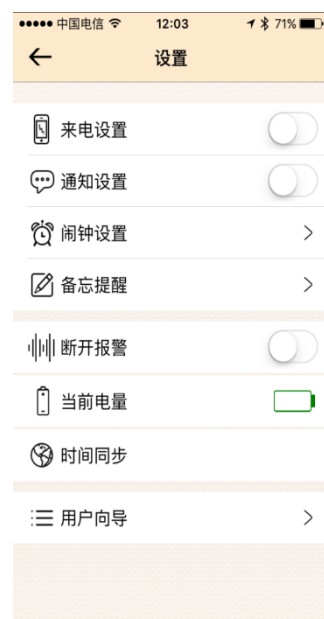 中国电信 12:03 71%
设置
来电设置
通知设置
闹钟设置
备忘提醒
断开报警
当前电量
时间同步
用户向导